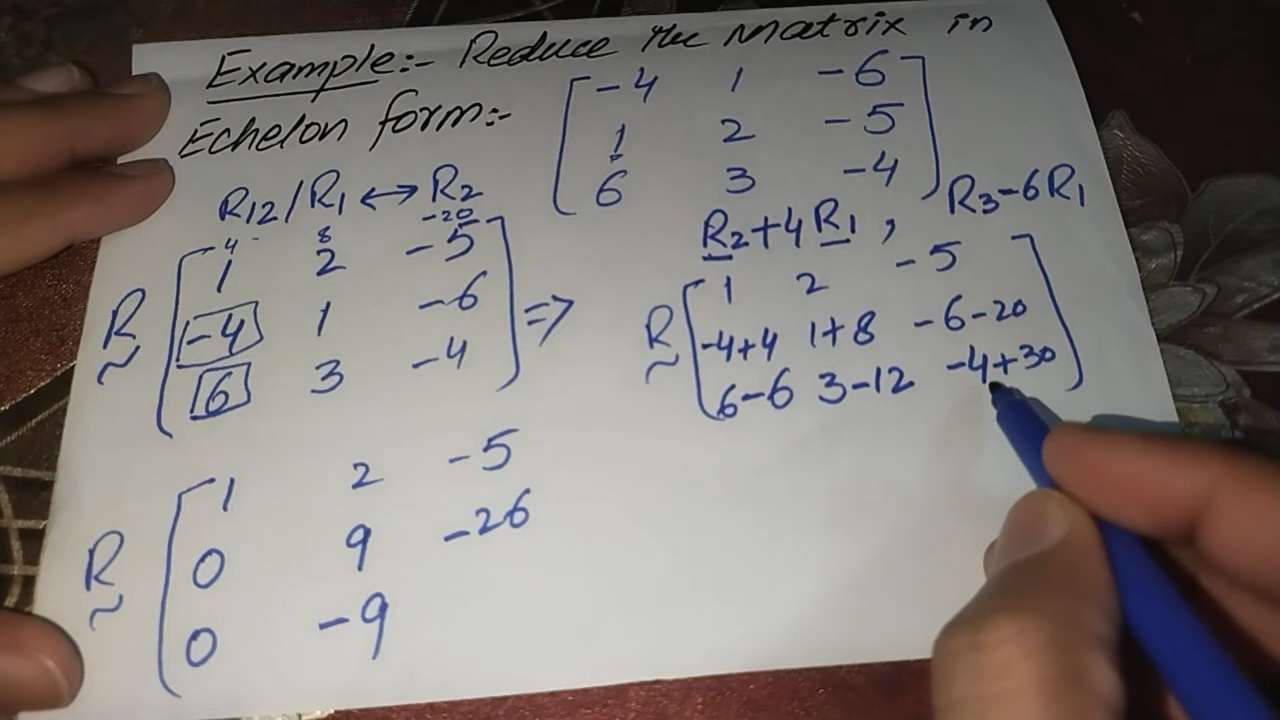 Example:- Reduce the Matrix in
Echelon form:-
-4 1 -6
1 2 -5
6 3 -4
R12 / R1 ↔ R2
-4 8 -20
R ~ 1 2 -5
-4 1 -6
6 3 -4
=>
R2+4R1 , R3-6R1
R ~ 1 2 -5
-4+4 1+8 -6-20
6-6 3-12 -4+30
R ~ 1 2 -5
0 9 -26
0 -9